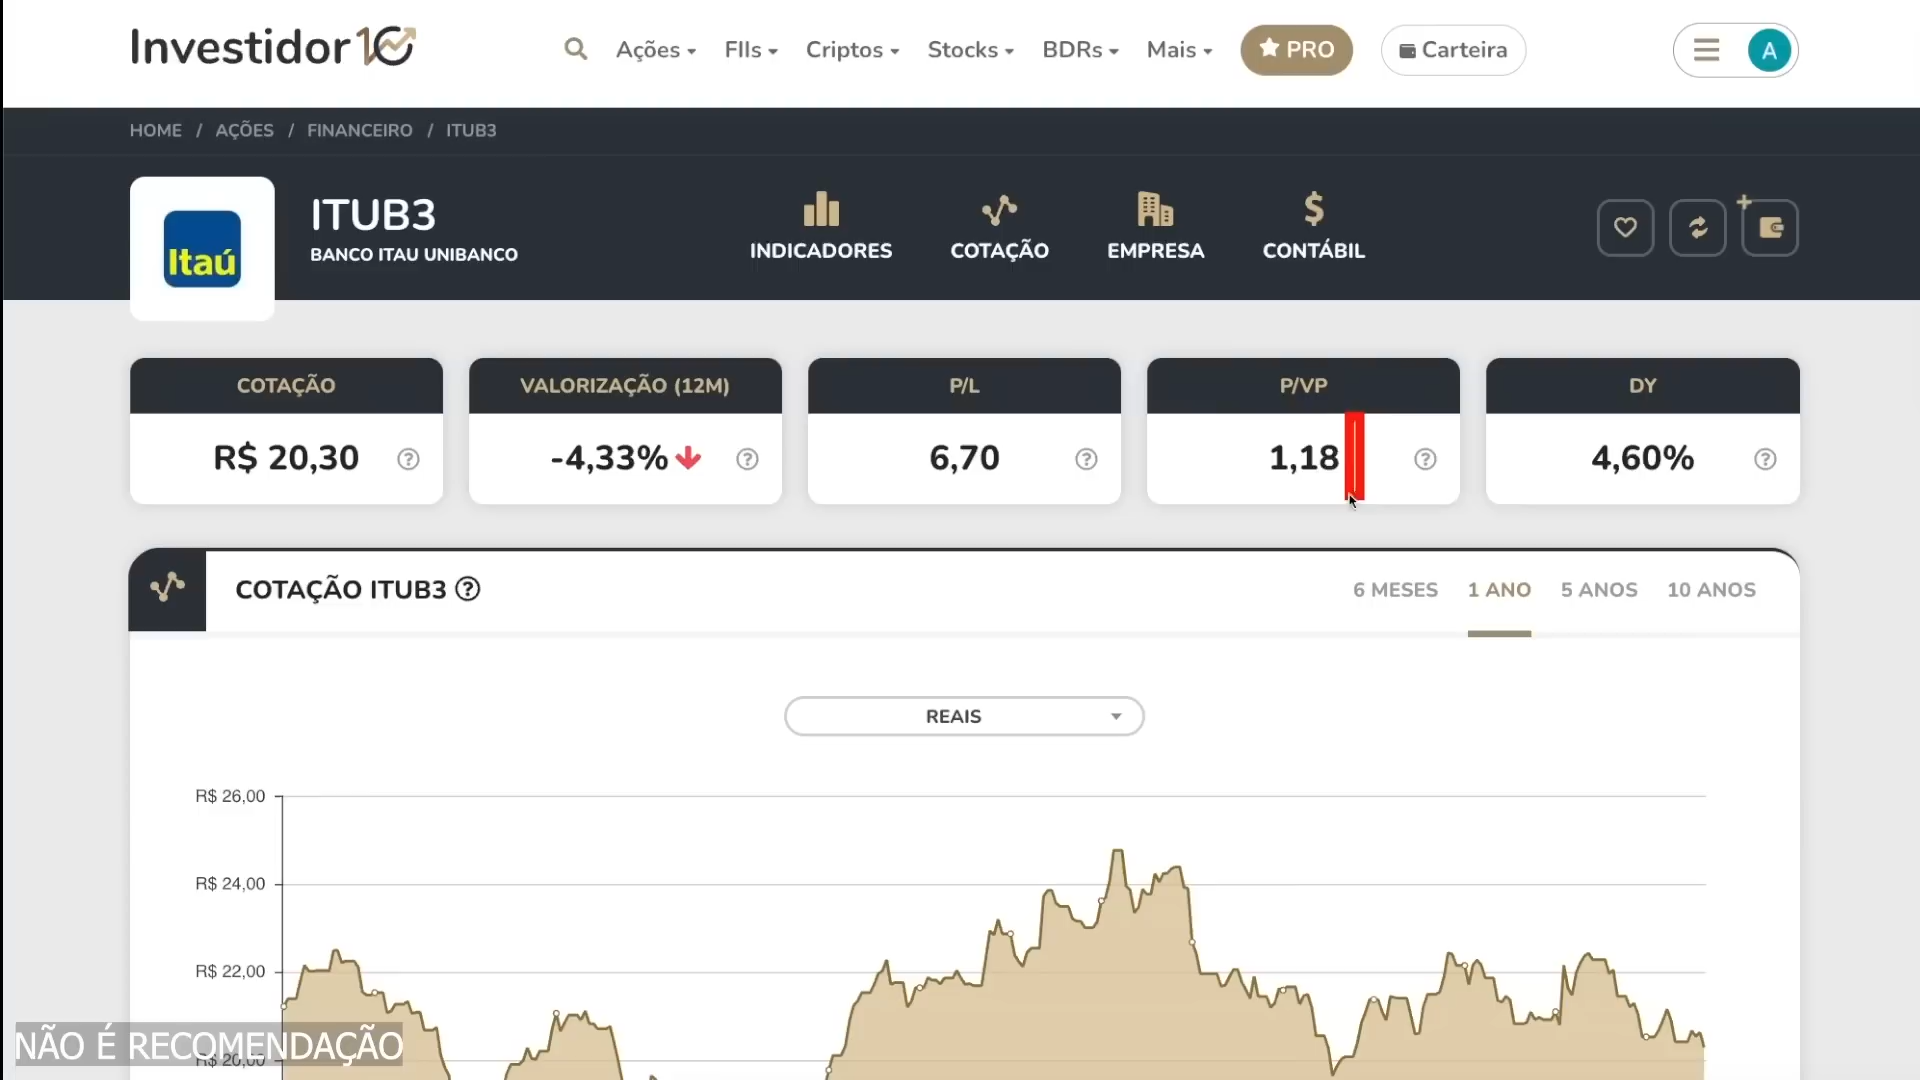 Investidor10
Ações
FIIs
Criptos
Stocks
BDRs
Mais
PRO
Carteira
A
HOME / AÇÕES / FINANCEIRO / ITUB3
Itaú
ITUB3
BANCO ITAU UNIBANCO
INDICADORES
COTAÇÃO
EMPRESA
CONTÁBIL
COTAÇÃO
R$ 20,30
VALORIZAÇÃO (12M)
-4,33%
P/L
6,70
P/VP
1,18
DY
4,60%
COTAÇÃO ITUB3
6 MESES
1 ANO
5 ANOS
10 ANOS
REAIS
R$ 26,00
R$ 24,00
R$ 22,00
R$ 20,00
NÃO É RECOMENDAÇÃO